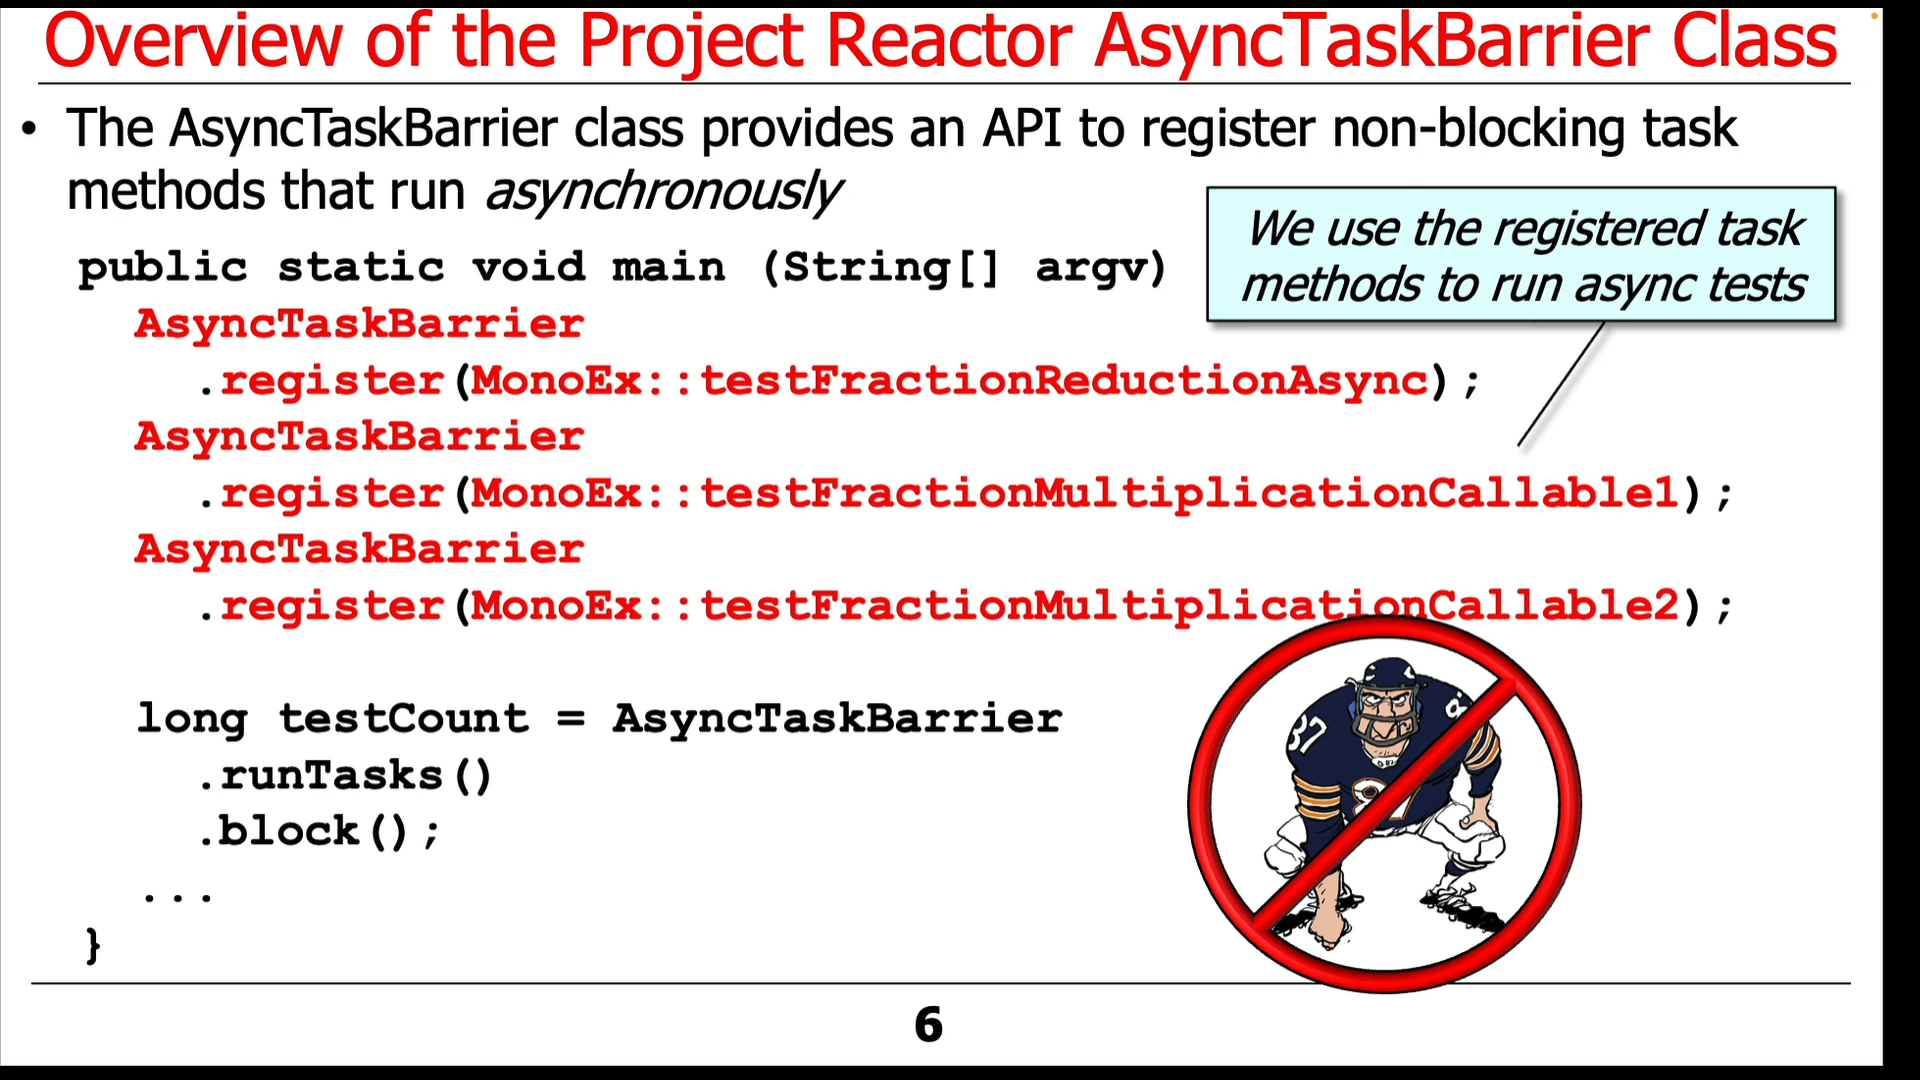 Overview of the Project Reactor AsyncTaskBarrier Class
• The AsyncTaskBarrier class provides an API to register non-blocking task
methods that run asynchronously
We use the registered task
methods to run async tests
public static void main (String[] argv)
AsyncTaskBarrier
.register(MonoEx::testFractionReductionAsync);
AsyncTaskBarrier
.register(MonoEx::testFractionMultiplicationCallable1);
AsyncTaskBarrier
.register(MonoEx::testFractionMultiplicationCallable2);
long testCount = AsyncTaskBarrier
.runTasks()
.block();
...
}
37
6